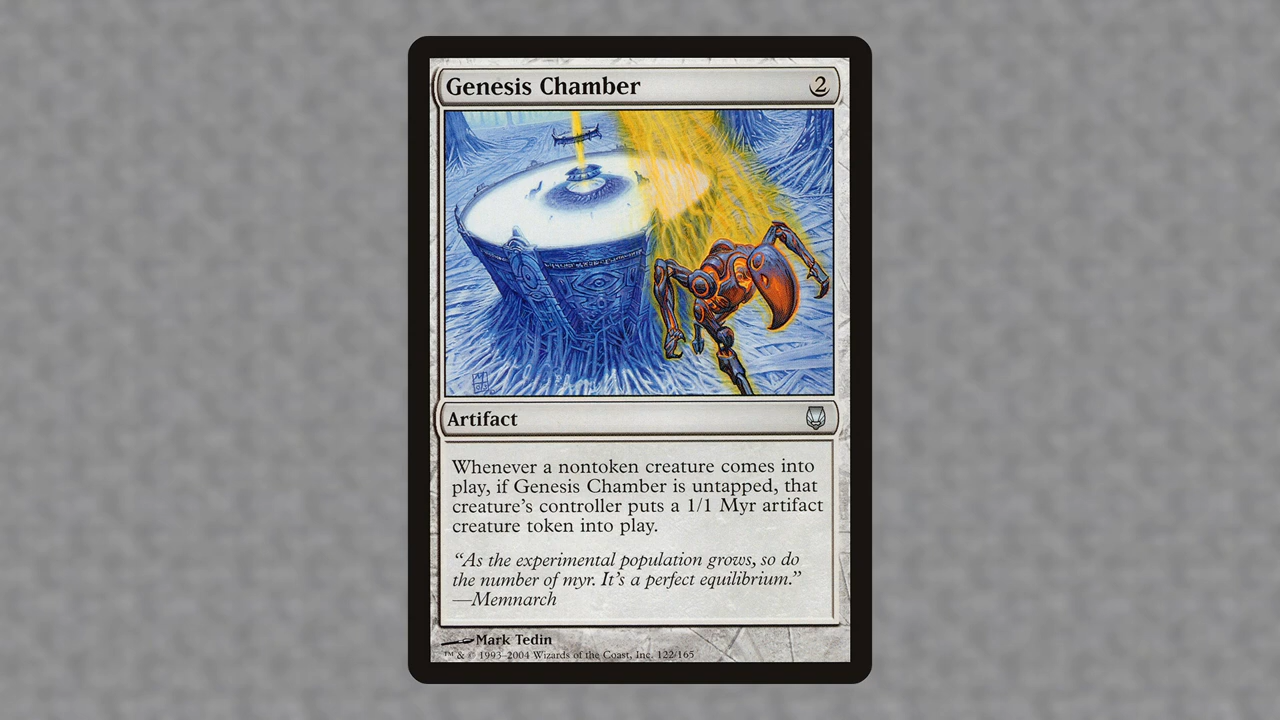 Genesis Chamber 2
Artifact
Whenever a nontoken creature comes into
play, if Genesis Chamber is untapped, that
creature's controller puts a 1/1 Myr artifact
creature token into play.
“As the experimental population grows, so do
the number of myr. It's a perfect equilibrium.”
—Memnarch
Mark Tedin
™ & © 1993–2004 Wizards of the Coast, Inc. 122/165